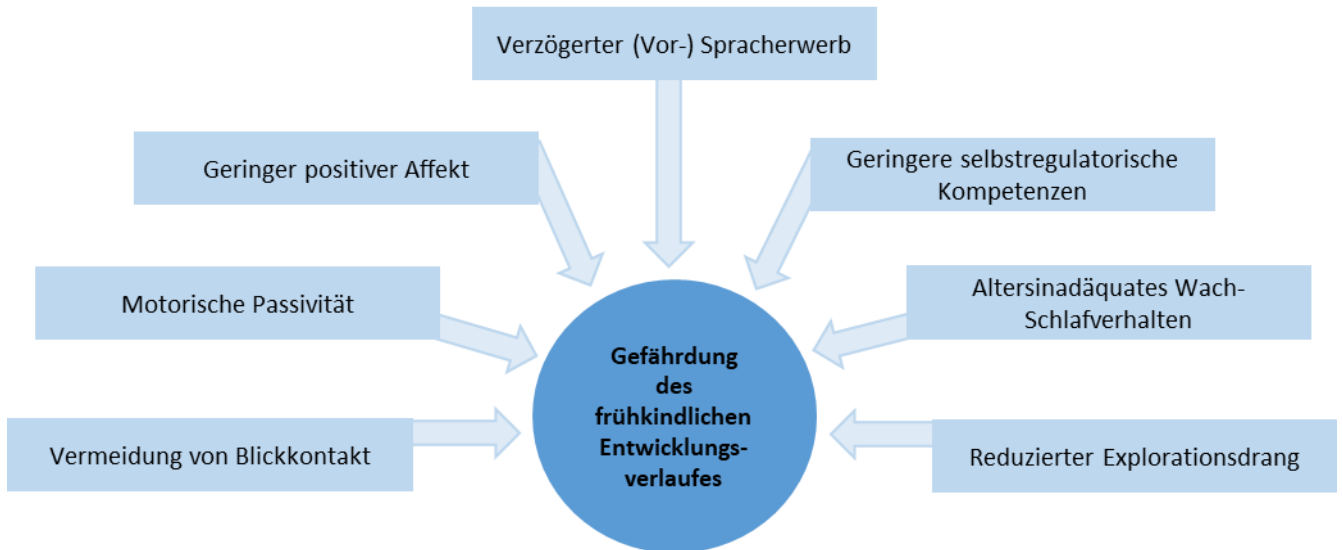 Verzögerter (Vor-) Spracherwerb
Geringer positiver Affekt
Geringere selbstregulatorische
Kompetenzen
Motorische Passivität
Altersinadäquates Wach-
Schlafverhalten
Gefährdung
des
frühkindlichen
Entwicklungs-
verlaufes
Vermeidung von Blickkontakt
Reduzierter Explorationsdrang